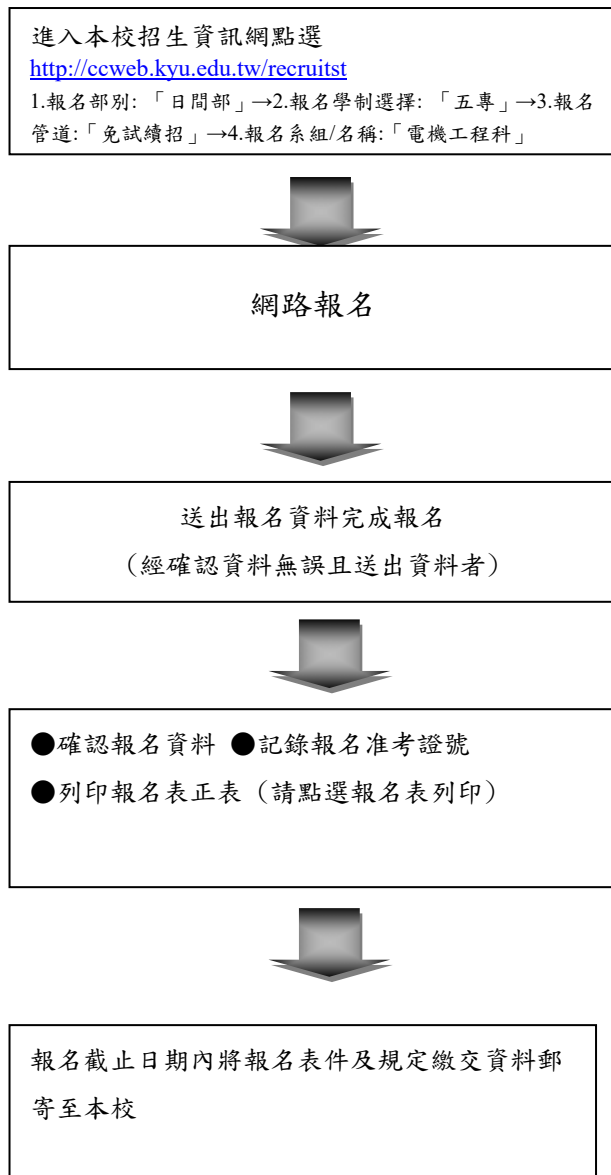 進入本校招生資訊網點選
http://ccweb.kyu.edu.tw/recruitst
1.報名部別: 「日間部」→2.報名學制選擇: 「五專」→3.報名
管道:「免試續招」→4.報名系組/名稱:「電機工程科」
網路報名
送出報名資料完成報名
(經確認資料無誤且送出資料者)
●確認報名資料 ●記錄報名准考證號
●列印報名表正表(請點選報名表列印)
報名截止日期內將報名表件及規定繳交資料郵
寄至本校